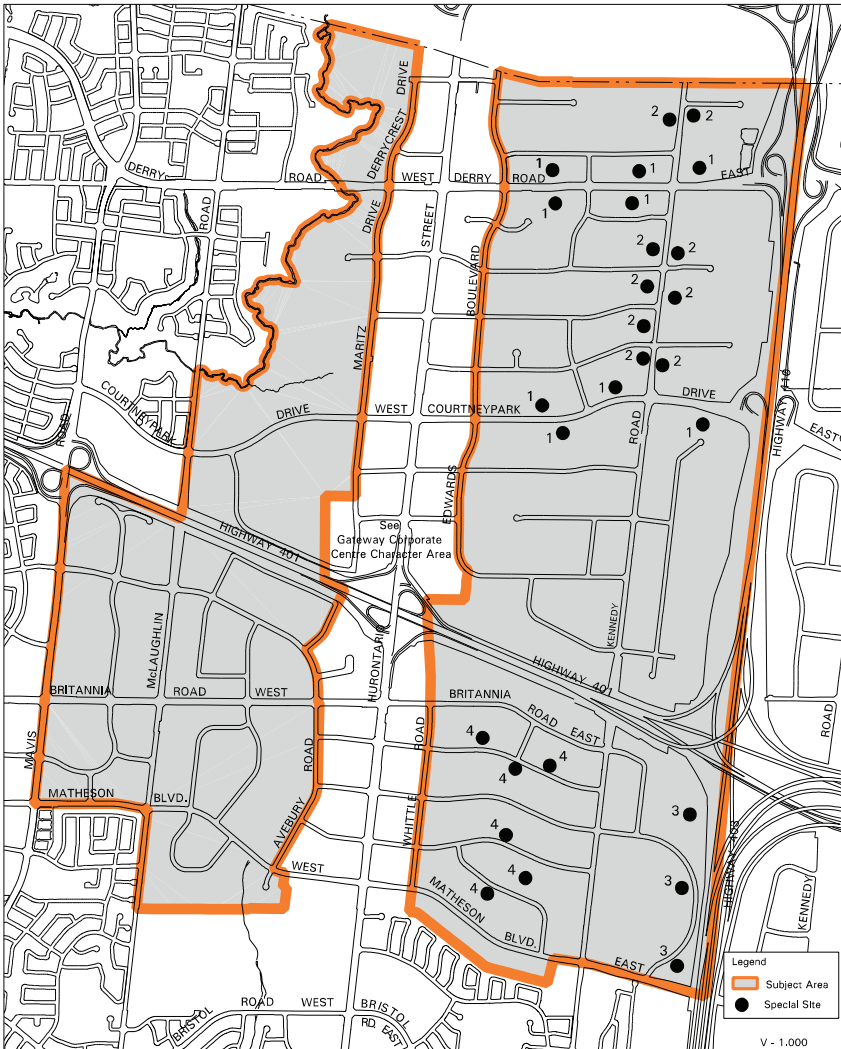 DRIVE
DERRYCREST
2
2
DERRY
ROAD
WEST
DERRY
ROAD
1
1
1
EAST
1
1
ROAD
DRIVE
STREET
BOULEVARD
2
2
2
2
MARITZ
2
2
2
COURTNEYPARK
DRIVE
WEST
COURTNEYPARK
1
1
DRIVE
1
1
ROAD
ROAD
HIGHWAY 410
EAST
EDWARDS
See
Gateway Corporate
Centre Character Area
HIGHWAY 401
McLAUGHLIN
HURONTARIO
KENNEDY
HIGHWAY 401
BRITANNIA
ROAD
WEST
BRITANNIA
ROAD
EAST
ROAD
ROAD
ROAD
MAVIS
4
4
4
MATHESON
BLVD.
AVEBURY
WHITTLE
4
3
HIGHWAY 403
WEST
4
4
MATHESON
BLVD.
EAST
3
KENNEDY
3
Legend
Subject Area
Special Site
BRISTOL
ROAD
WEST
BRISTOL
RD. EAST
V - 1.000